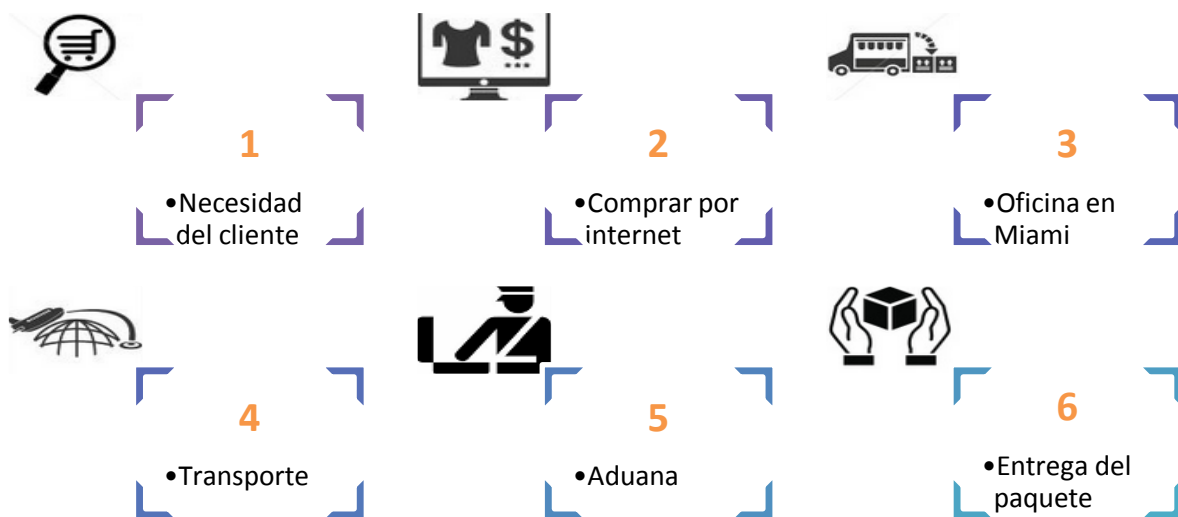 1
•Necesidad
del cliente
2
•Comprar por
internet
3
•Oficina en
Miami
4
•Transporte
5
•Aduana
6
•Entrega del
paquete